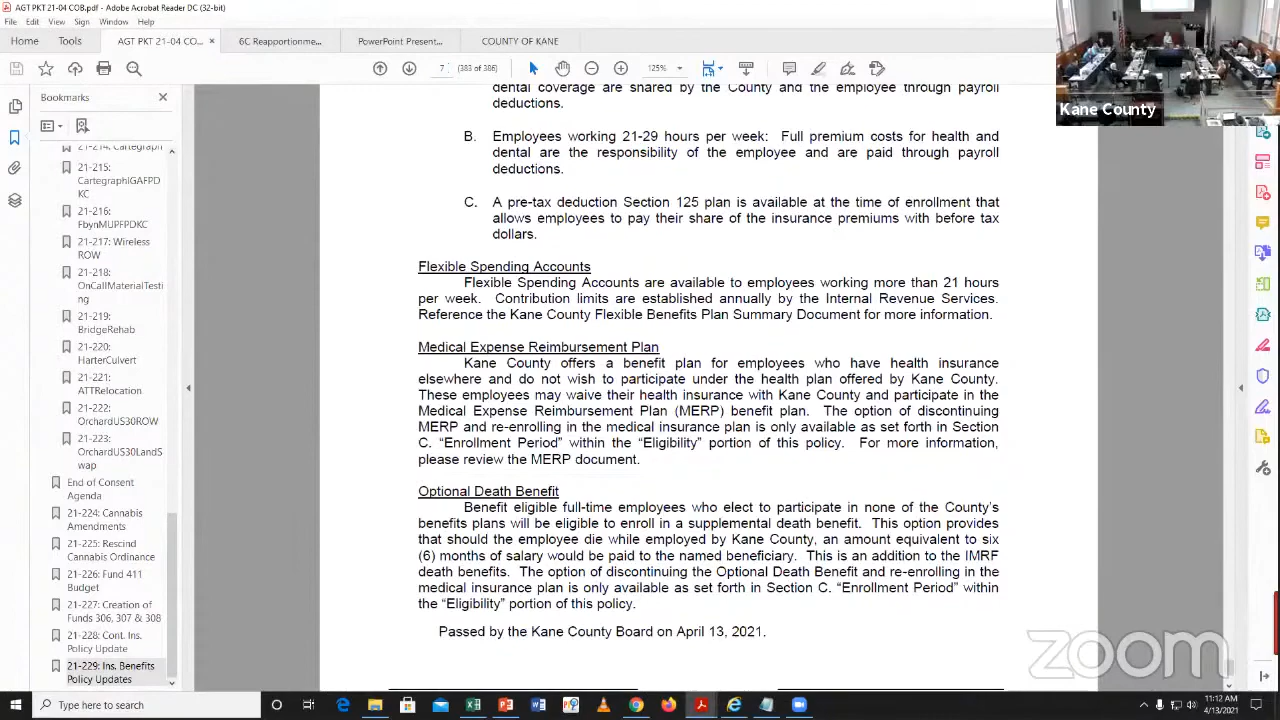 AGT PKT 21-04 COB.pdf - Adobe Acrobat Reader DC (32-bit)
File Edit View Sign Window Help
Home Tools AGT PKT 21-04 CO... × 6C Reapportionme... PowerPoint Present... COUNTY OF KANE
(383 of 386) 125%
Kane County
Bookmarks
21-215:
CartegraphIGAFPD
KC
21-216:
FbynMUPFPDKC
21-217: Wireless
ROW
21-218:
OnCallMaterialTesti
ng
21-219:
BridgeRehab
21-220:
HarterCulvert
21-221:
ATTRelocation
21-222:
OrchardUS30ROW
21-223:
OrchardUS30LandS
wap
End of Consent
Agenda
21-224: Cannabis
Amendments
21-225: Rescind
Cannabis Ordinance
21-226: Fund 411
Budget
21-227: Creation of
Funds 306, 307 & 308
21-228: Cont. Ins.
Policy Update
21-229: Ins. Benefits
Policy Updates
dental coverage are shared by the County and the employee through payroll
deductions.
B. Employees working 21-29 hours per week: Full premium costs for health and
dental are the responsibility of the employee and are paid through payroll
deductions.
C. A pre-tax deduction Section 125 plan is available at the time of enrollment that
allows employees to pay their share of the insurance premiums with before tax
dollars.
Flexible Spending Accounts
Flexible Spending Accounts are available to employees working more than 21 hours
per week. Contribution limits are established annually by the Internal Revenue Services.
Reference the Kane County Flexible Benefits Plan Summary Document for more information.
Medical Expense Reimbursement Plan
Kane County offers a benefit plan for employees who have health insurance
elsewhere and do not wish to participate under the health plan offered by Kane County.
These employees may waive their health insurance with Kane County and participate in the
Medical Expense Reimbursement Plan (MERP) benefit plan. The option of discontinuing
MERP and re-enrolling in the medical insurance plan is only available as set forth in Section
C. “Enrollment Period” within the “Eligibility” portion of this policy. For more information,
please review the MERP document.
Optional Death Benefit
Benefit eligible full-time employees who elect to participate in none of the County’s
benefits plans will be eligible to enroll in a supplemental death benefit. This option provides
that should the employee die while employed by Kane County, an amount equivalent to six
(6) months of salary would be paid to the named beneficiary. This is an addition to the IMRF
death benefits. The option of discontinuing the Optional Death Benefit and re-enrolling in the
medical insurance plan is only available as set forth in Section C. “Enrollment Period” within
the “Eligibility” portion of this policy.
Passed by the Kane County Board on April 13, 2021.
zoom
Type here to search
11:12 AM
4/13/2021